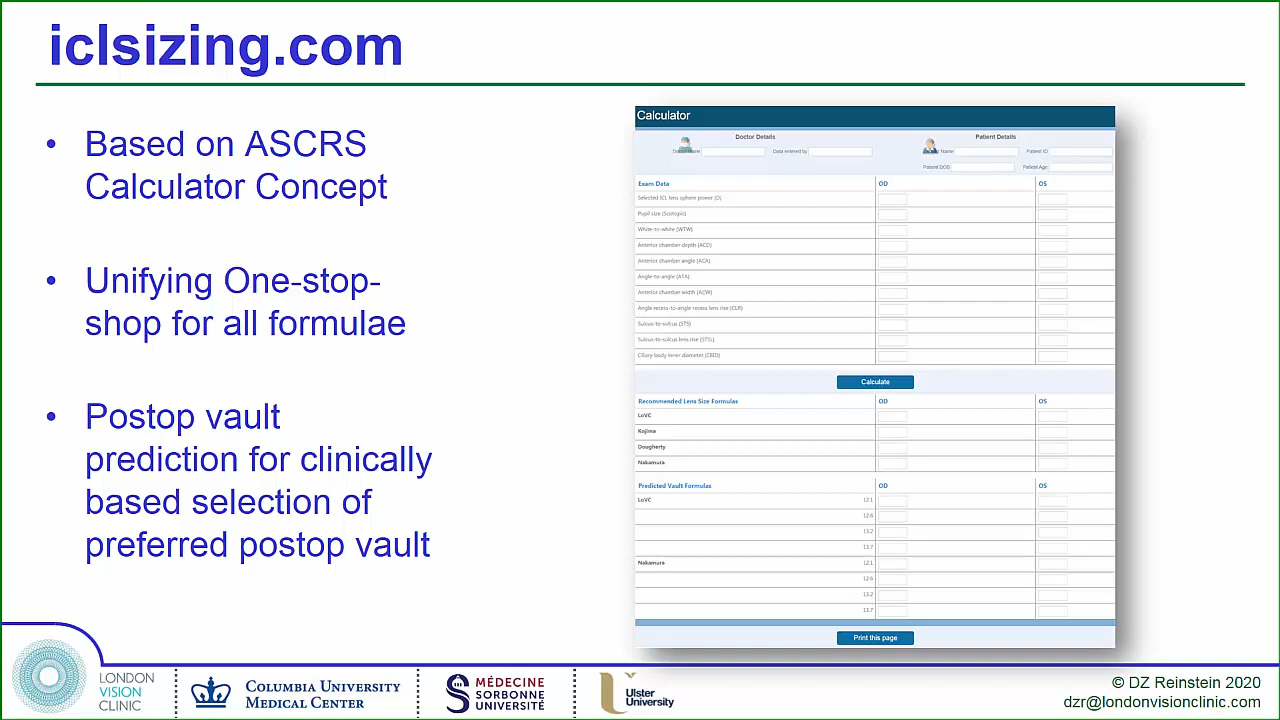 iclsizing.com
• Based on ASCRS
Calculator Concept
• Unifying One-stop-
shop for all formulae
• Postop vault
prediction for clinically
based selection of
preferred postop vault
Calculator
Doctor Details
Patient Details
Data entered by
Name
Patient ID
Patient DOB
Patient Age
Exam Data OD OS
Selected ICL lens sphere power (D)
Pupil size (Scotopic)
White-to-white (WTW)
Anterior chamber depth (ACD)
Anterior chamber angle (ACA)
Angle-to-angle (ATA)
Anterior chamber width (ACW)
Angle recess-to-angle recess lens rise (CLR)
Sulcus-to-sulcus (STS)
Sulcus-to-sulcus lens rise (STSL)
Ciliary body inner diameter (CBID)
Calculate
Recommended Lens Size Formulas OD OS
LoVC
Kojima
Dougherty
Nakamura
Predicted Vault Formulas OD OS
LoVC 12.1
12.6
13.2
13.7
Nakamura 12.1
12.6
13.2
13.7
Print this page
LONDON
VISION
CLINIC
COLUMBIA UNIVERSITY
MEDICAL CENTER
MÉDECINE
SORBONNE
UNIVERSITÉ
Ulster
University
© DZ Reinstein 2020
dzr@londonvisionclinic.com